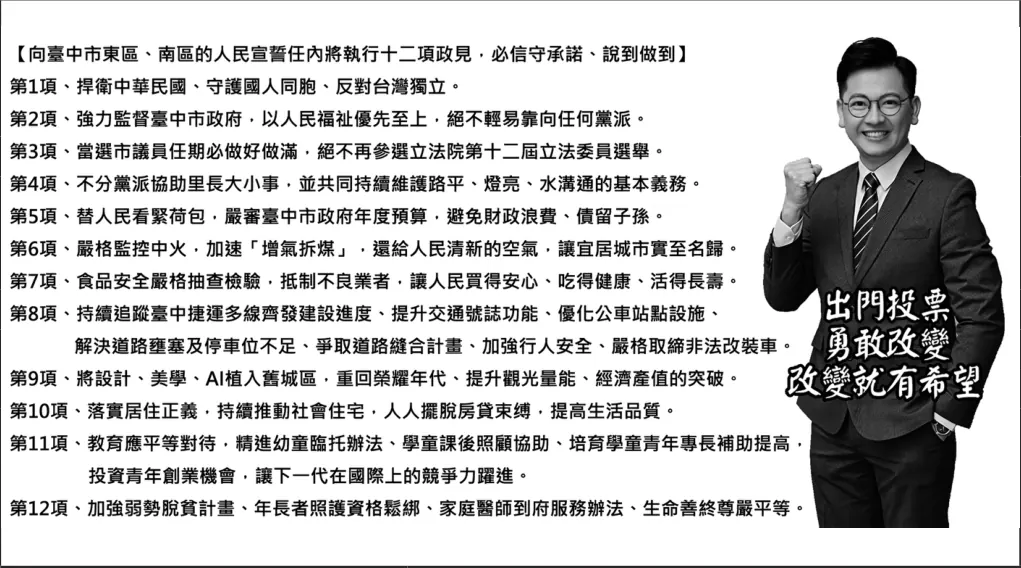 【向臺中市東區、南區的人民宣誓任內將執行十二項政見，必信守承諾、說到做到】
第1項、捍衛中華民國、守護國人同胞、反對台灣獨立。
第2項、強力監督臺中市政府，以人民福祉優先至上，絕不輕易靠向任何黨派。
第3項、當選市議員任期必做好做滿，絕不再參選立法院第十二屆立法委員選舉。
第4項、不分黨派協助里長大小事，並共同持續維護路平、燈亮、水溝通的基本義務。
第5項、替人民看緊荷包，嚴審臺中市政府年度預算，避免財政浪費、債留子孫。
第6項、嚴格監控中火，加速「增氣拆煤」，還給人民清新的空氣，讓宜居城市實至名歸。
第7項、食品安全嚴格抽查檢驗，抵制不良業者，讓人民買得安心、吃得健康、活得長壽。
第8項、持續追蹤臺中捷運多線齊發建設進度、提升交通號誌功能、優化公車站點設施、
解決道路壅塞及停車位不足、爭取道路縫合計畫、加強行人安全、嚴格取締非法改裝車。
第9項、將設計、美學、AI植入舊城區，重回榮耀年代、提升觀光量能、經濟產值的突破。
第10項、落實居住正義，持續推動社會住宅，人人擺脫房貸束缚，提高生活品質。
第11項、教育應平等對待，精進幼童臨托辦法、學童課後照顧協助、培育學童青年專長補助提高，
投資青年創業機會，讓下一代在國際上的競爭力躍進。
第12項、加強弱勢脫貧計畫、年長者照護資格鬆綁、家庭醫師到府服務辦法、生命善終尊嚴平等。
出門投票
勇敢改變
改變就有希望